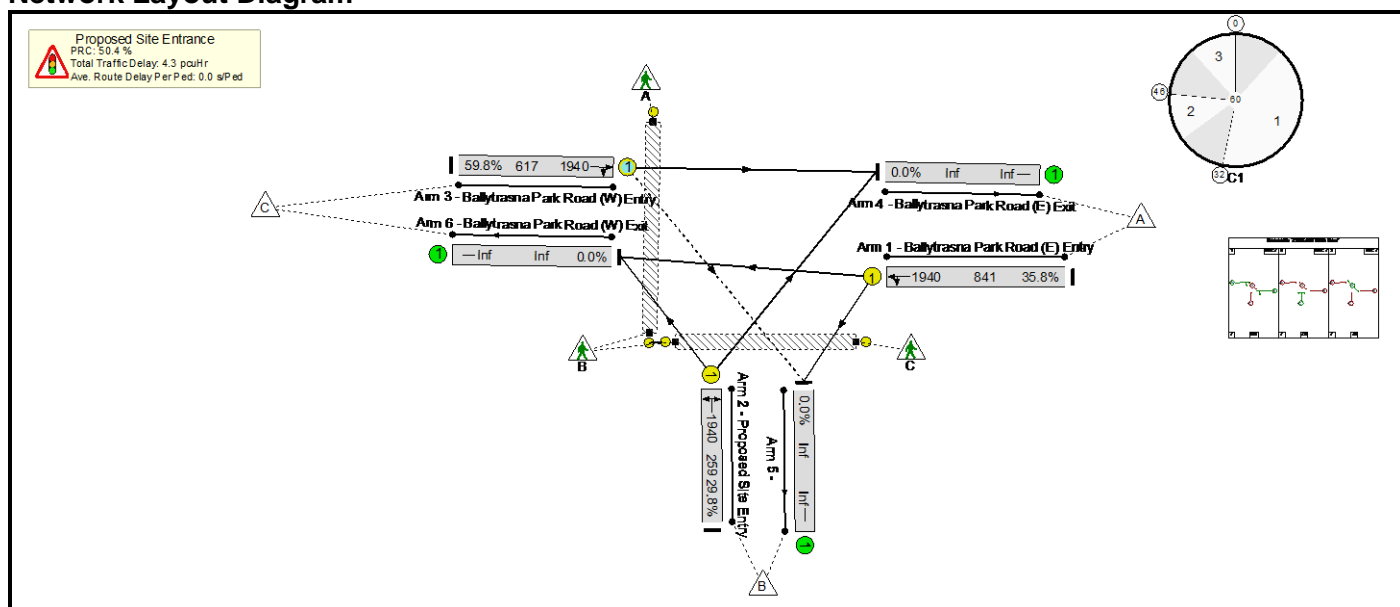 Network Layout Diagram
Proposed Site Entrance
PRC: 50.4 %
Total Traffic Delay: 4.3 pcuHr
Ave. Route Delay Per Ped: 0.0 s/Ped
0
3
46
60
2
1
32
C1
A
59.8% 617 1940
1
0.0% Inf Inf
1
Arm 3 - Ballytrasna Park Road (W) Entry
Arm 4 - Ballytrasna Park Road (E) Exit
C
A
Arm 6 - Ballytrasna Park Road (W) Exit
Arm 1 - Ballytrasna Park Road (E) Entry
1
Inf Inf 0.0%
1
1940 841 35.8%
B
C
1
Arm 2 - Proposed Site Entry
1940 259 29.8%
Arm 5 -
0.0% Inf Inf
1
B